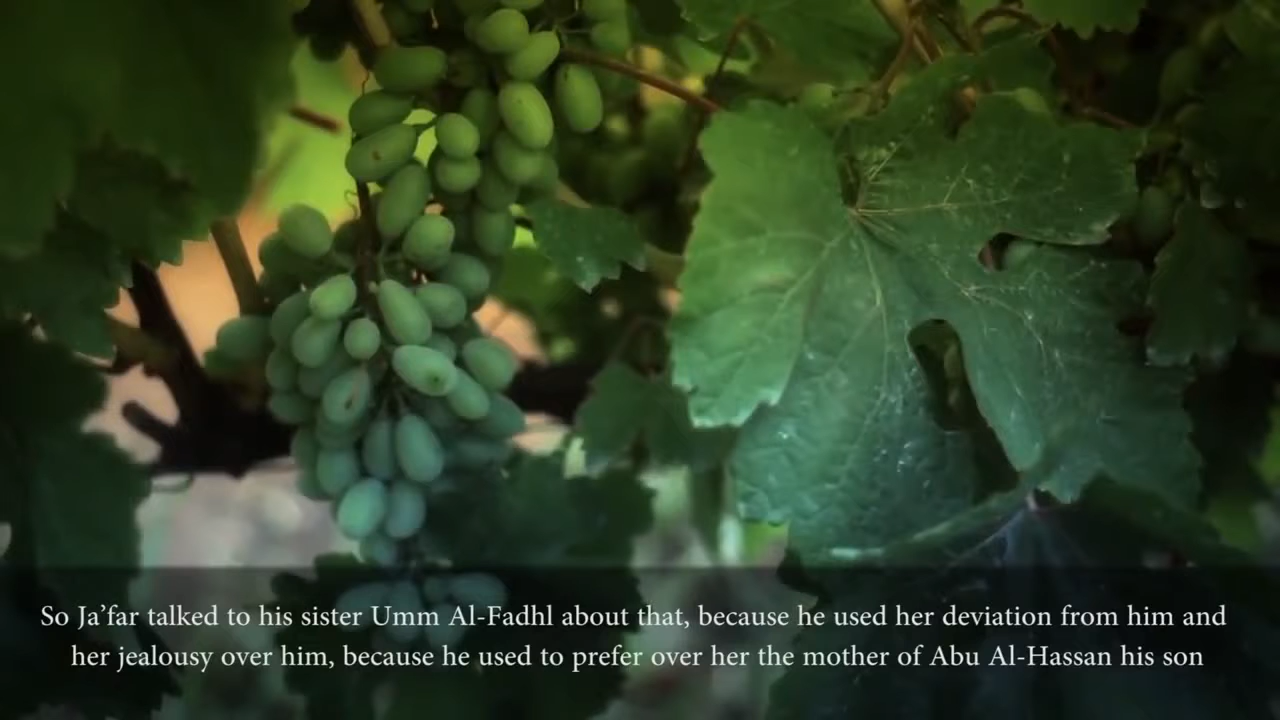 So Ja’far talked to his sister Umm Al-Fadhl about that, because he used her deviation from him and
her jealousy over him, because he used to prefer over her the mother of Abu Al-Hassan his son